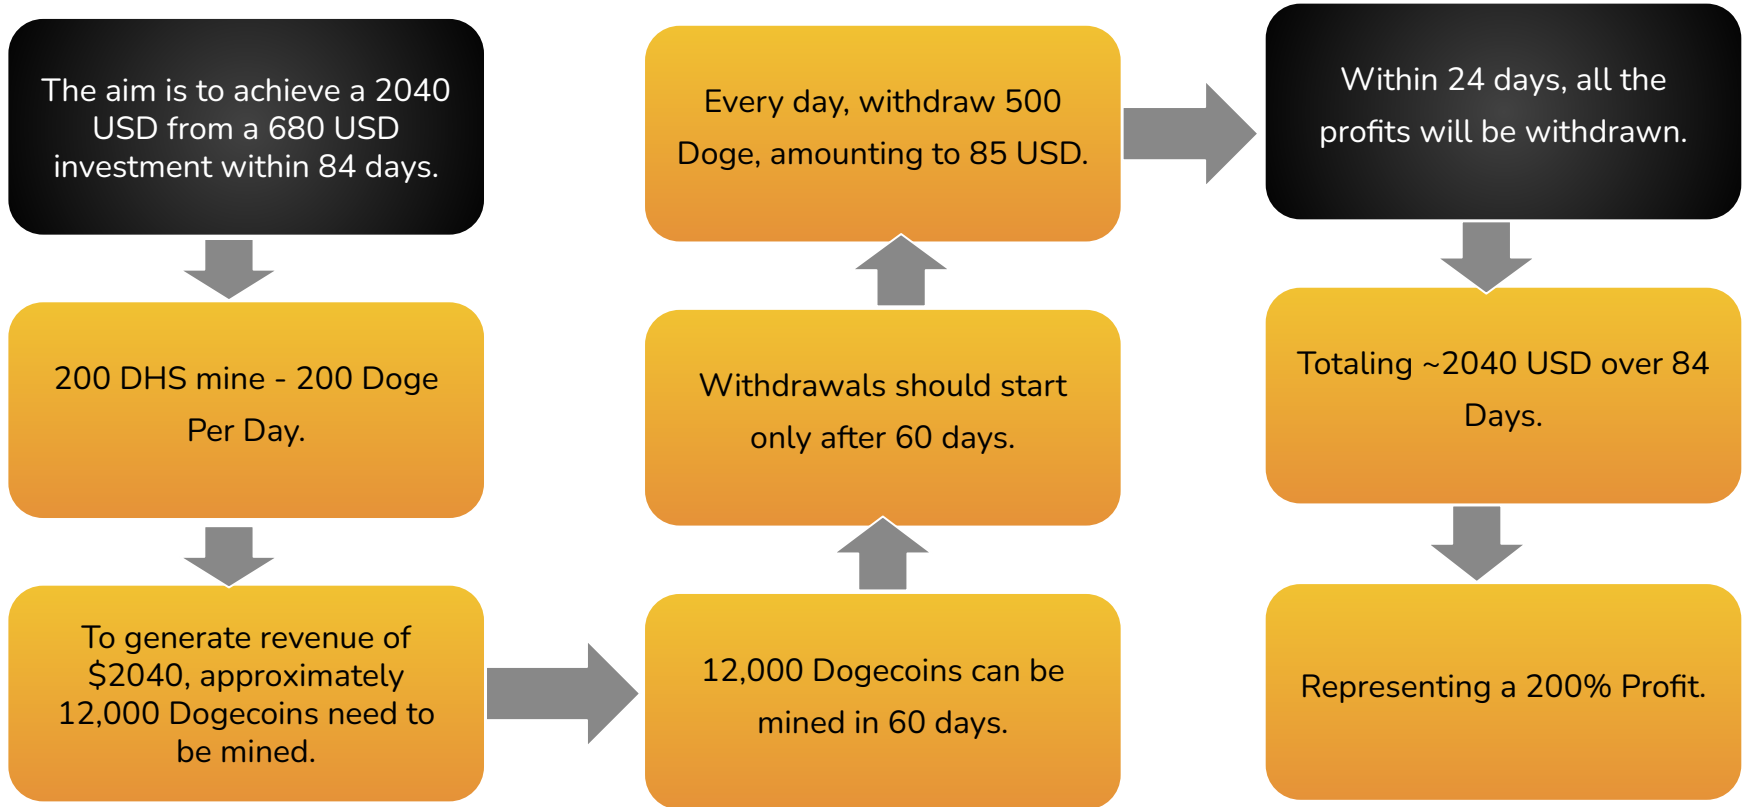 The aim is to achieve a 2040
USD from a 680 USD
investment within 84 days.
200 DHS mine - 200 Doge
Per Day.
To generate revenue of
$2040, approximately
12,000 Dogecoins need to
be mined.
12,000 Dogecoins can be
mined in 60 days.
Withdrawals should start
only after 60 days.
Every day, withdraw 500
Doge, amounting to 85 USD.
Within 24 days, all the
profits will be withdrawn.
Totaling ~2040 USD over 84
Days.
Representing a 200% Profit.